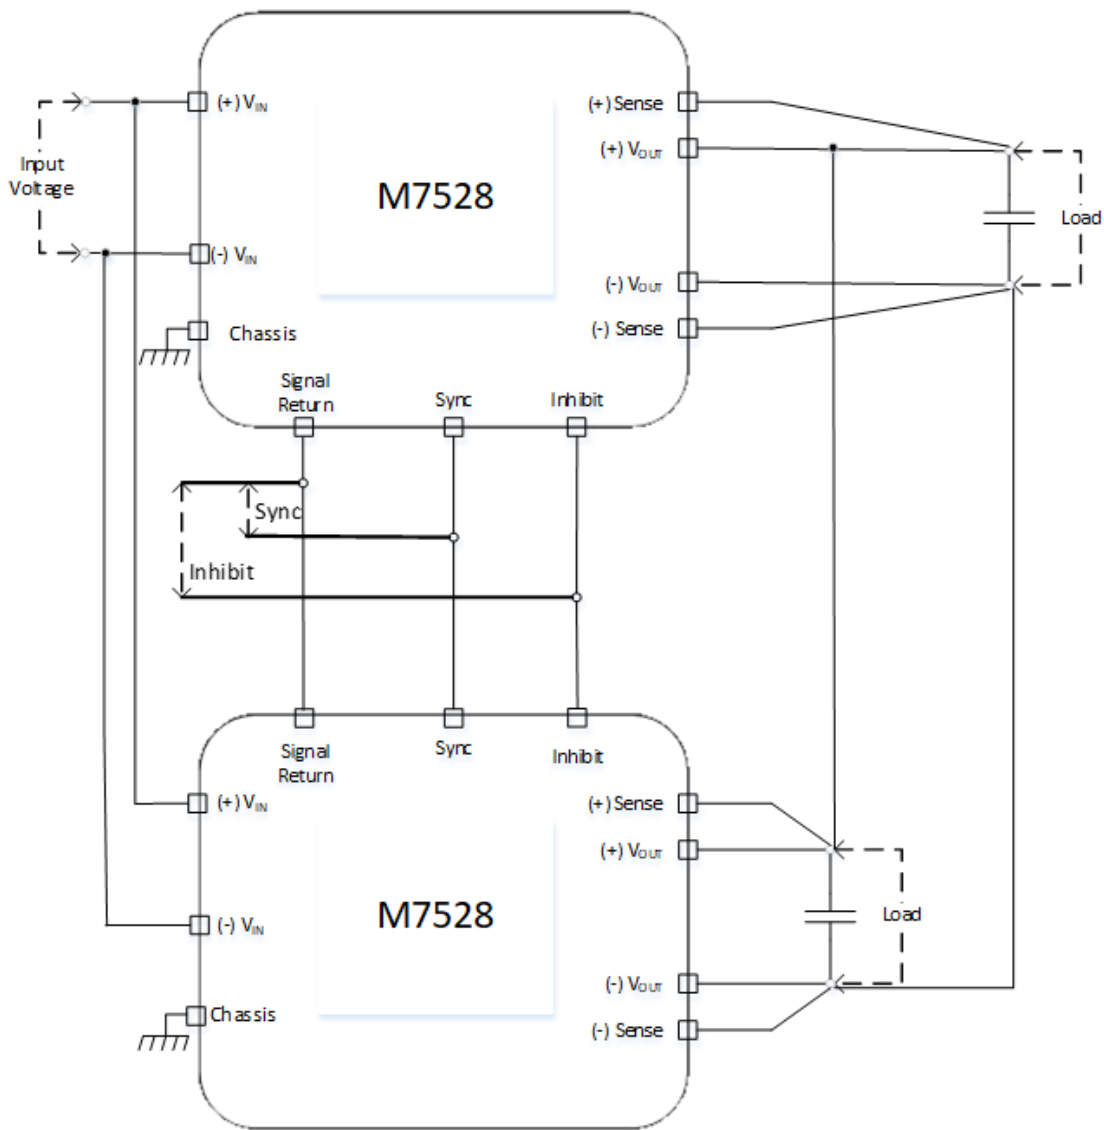 (+) VIN
(+) Sense
(+) VOUT
Input
Voltage
M7528
Load
(-) VIN
(-) VOUT
(-) Sense
Chassis
Signal
Return
Sync
Inhibit
Sync
Inhibit
Signal
Return
Sync
Inhibit
(+) VIN
(+) Sense
(+) VOUT
M7528
Load
(-) VIN
(-) VOUT
Chassis
(-) Sense